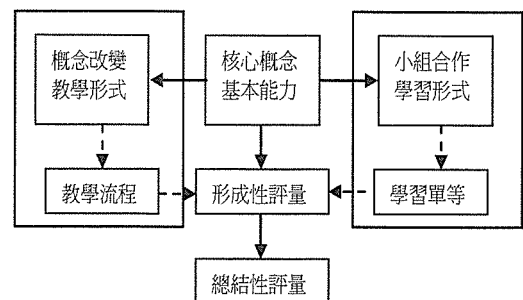 概念改變
教學形式
核心概念
基本能力
小組合作
學習形式
教學流程
形成性評量
學習單等
總結性評量